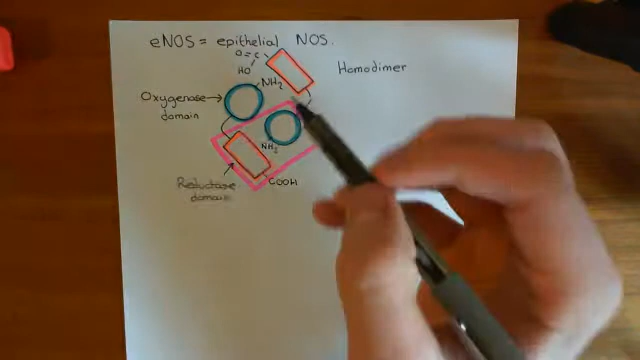 eNOS = epithelial NOS.
O=C
HO
Homodimer
NH2
Oxygenase
domain
NH2
Reductase
domain
COOH